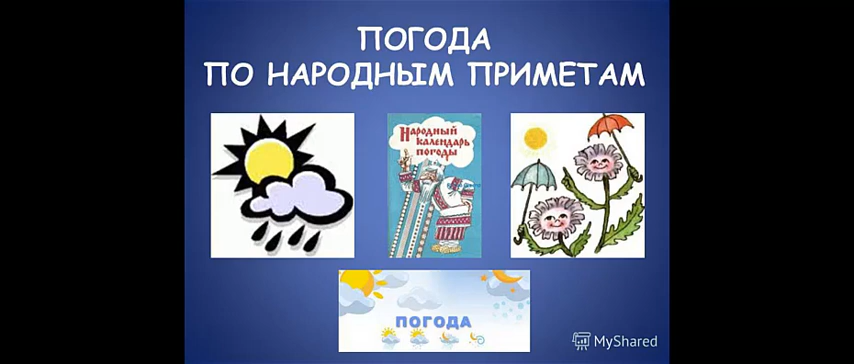 ПОГОДА
ПО НАРОДНЫМ ПРИМЕТАМ
НАРОДНЫЙ
КАЛЕНДАРЬ
ПОГОДЫ
ПОГОДА
MyShared